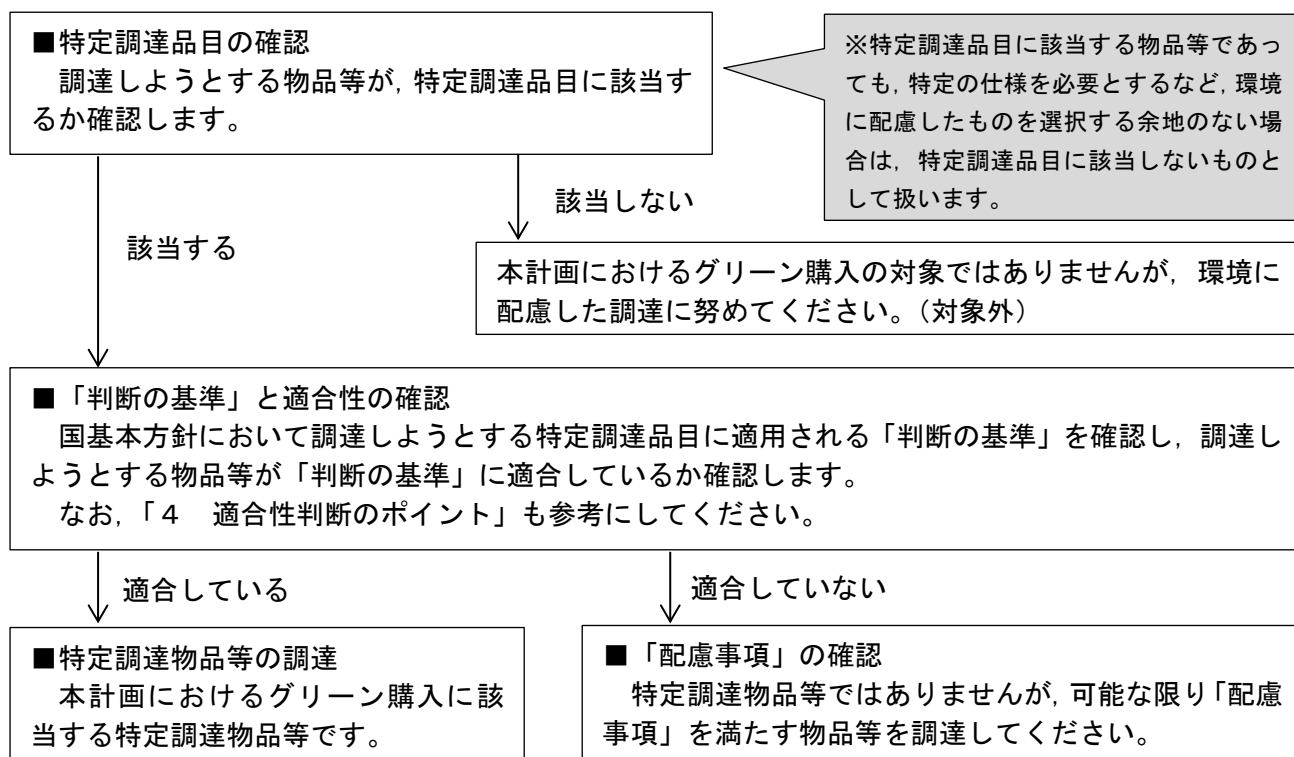 ■特定調達品目の確認
調達しようとする物品等が，特定調達品目に該当す
るか確認します。
※特定調達品目に該当する物品等であっ
ても，特定の仕様を必要とするなど，環境
に配慮したものを選択する余地のない場
合は，特定調達品目に該当しないものと
して扱います。
該当しない
該当する
本計画におけるグリーン購入の対象ではありませんが，環境に
配慮した調達に努めてください。（対象外）
■「判断の基準」と適合性の確認
国基本方針において調達しようとする特定調達品目に適用される「判断の基準」を確認し，調達し
ようとする物品等が「判断の基準」に適合しているか確認します。
なお，「４　適合性判断のポイント」も参考にしてください。
適合している
適合していない
■特定調達物品等の調達
本計画におけるグリーン購入に該
当する特定調達物品等です。
■「配慮事項」の確認
特定調達物品等ではありませんが，可能な限り「配慮
事項」を満たす物品等を調達してください。